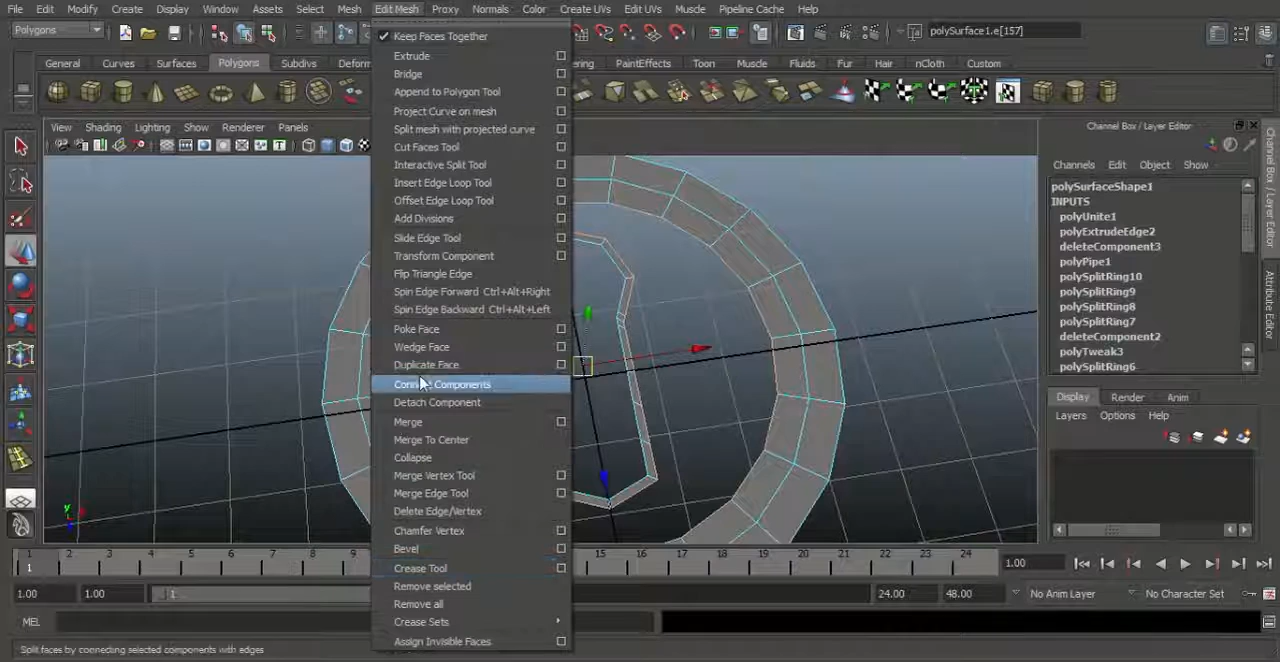 File Edit Modify Create Display Window Assets Select Mesh Edit Mesh Proxy Normals Color Create UVs Edit UVs Muscle Pipeline Cache Help
Polygons
polySurface1.e[157]
General Curves Surfaces Polygons Subdivs Deform
ering PaintEffects Toon Muscle Fluids Fur Hair nCloth Custom
View Shading Lighting Show Renderer Panels
Keep Faces Together
Extrude
Bridge
Append to Polygon Tool
Project Curve on mesh
Split mesh with projected curve
Cut Faces Tool
Interactive Split Tool
Insert Edge Loop Tool
Offset Edge Loop Tool
Add Divisions
Slide Edge Tool
Transform Component
Flip Triangle Edge
Spin Edge Forward Ctrl+Alt+Right
Spin Edge Backward Ctrl+Alt+Left
Poke Face
Wedge Face
Duplicate Face
Connect Components
Detach Component
Merge
Merge To Center
Collapse
Merge Vertex Tool
Merge Edge Tool
Delete Edge/Vertex
Chamfer Vertex
Bevel
Crease Tool
Remove selected
Remove all
Crease Sets
Assign Invisible Faces
Channel Box / Layer Editor
Channels Edit Object Show
polySurfaceShape1
INPUTS
polyUnite1
polyExtrudeEdge2
deleteComponent3
polyPipe1
polySplitRing10
polySplitRing9
polySplitRing8
polySplitRing7
deleteComponent2
polyTweak3
polySplitRing6
Display Render Anim
Layers Options Help
Channel Box / Layer Editor
Attribute Editor
y
1 2 3 4 5 6 7 8 9 15 16 17 18 19 20 21 22 23 24
1
1.00
1.00 1.00 1 24.00 48.00 No Anim Layer No Character Set
MEL
Split faces by connecting selected components with edges